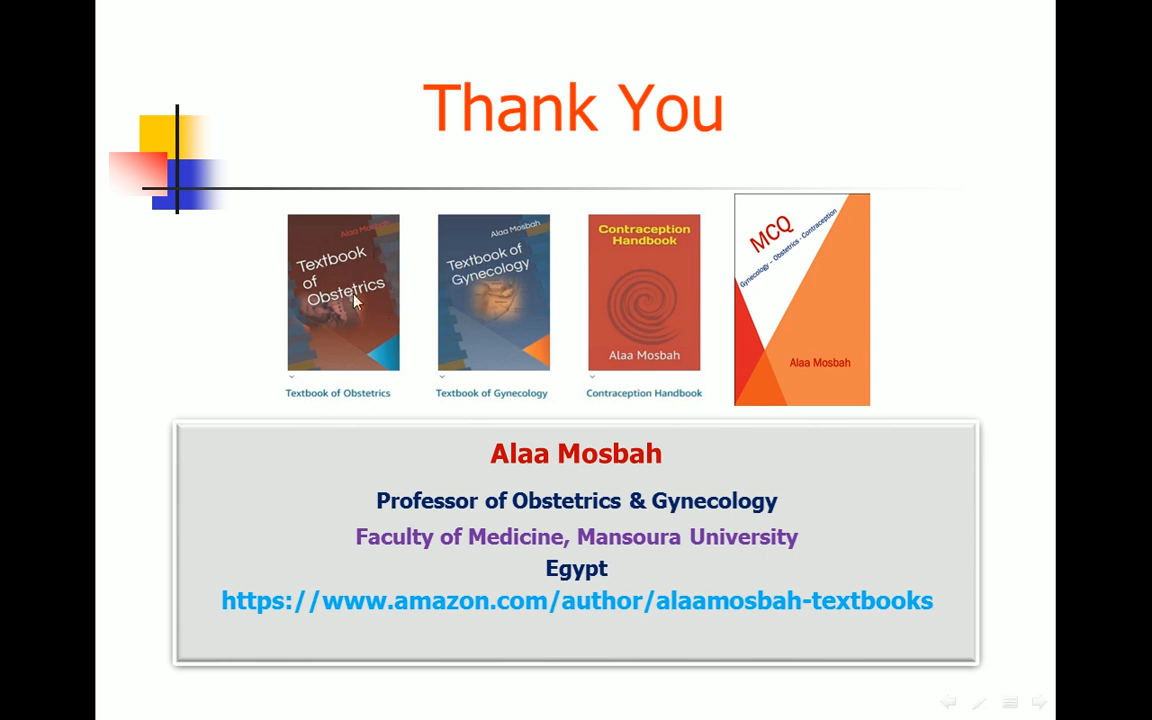 Thank You
Alaa Mosbah
Textbook
of
Obstetrics
Alaa Mosbah
Textbook of
Gynecology
Contraception
Handbook
Alaa Mosbah
MCQ
Gynecology – Obstetrics - Contraception
Alaa Mosbah
Textbook of Obstetrics
Textbook of Gynecology
Contraception Handbook
Alaa Mosbah
Professor of Obstetrics & Gynecology
Faculty of Medicine, Mansoura University
Egypt
https://www.amazon.com/author/alaamosbah-textbooks